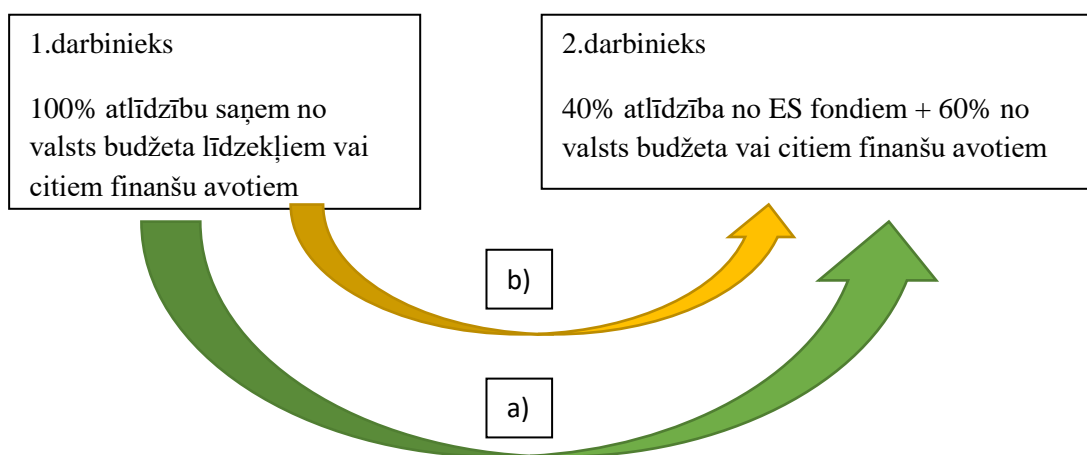 1.darbinieks
100% atlīdzību saņem no
valsts budžeta līdzekļiem vai
citiem finanšu avotiem
2.darbinieks
40% atlīdzība no ES fondiem + 60% no
valsts budžeta vai citiem finanšu avotiem
b)
a)